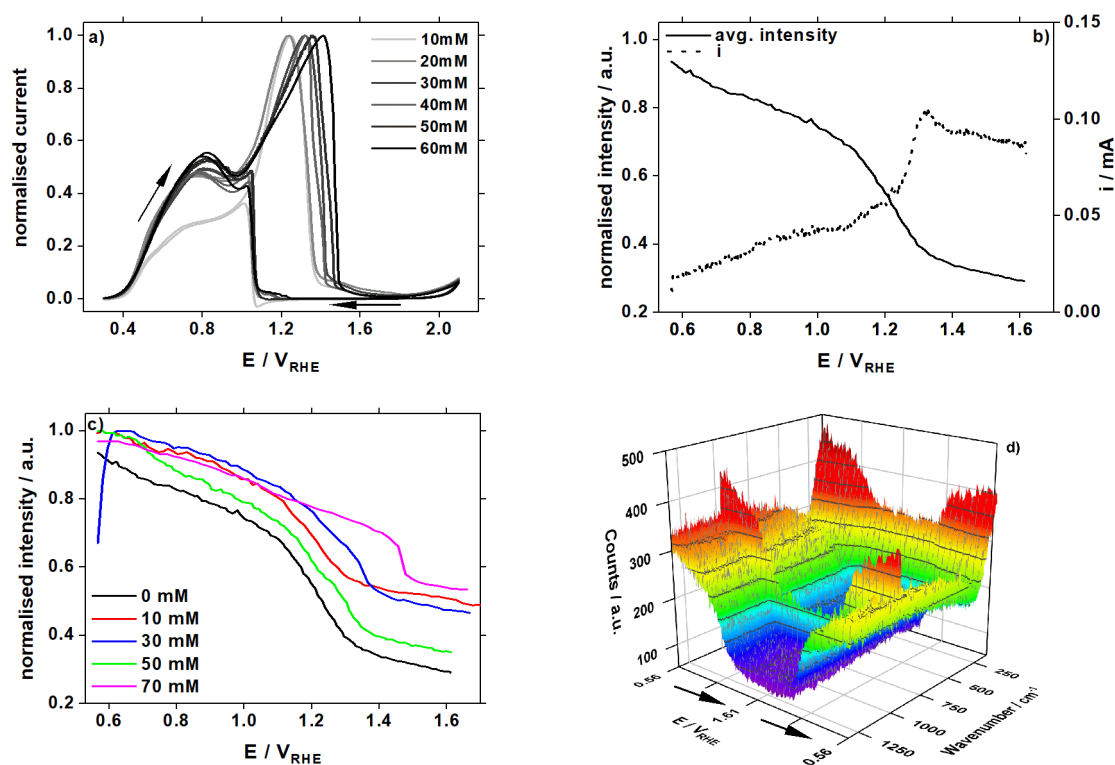 a)
10mM
20mM
30mM
40mM
50mM
60mM
normalised current
1.0
0.8
0.6
0.4
0.2
0.0
0.4 0.8 1.2 1.6 2.0
E / VRHE
b)
avg. intensity
i
normalised intensity / a.u.
1.0
0.8
0.6
0.4
0.2
0.15
0.10
0.05
0.00
i / mA
0.6 0.8 1.0 1.2 1.4 1.6
E / VRHE
c)
normalised intensity / a.u.
1.0
0.8
0.6
0.4
0.2
0 mM
10 mM
30 mM
50 mM
70 mM
0.6 0.8 1.0 1.2 1.4 1.6
E / VRHE
d)
500
400
300
200
100
Counts / a.u.
0.56
1.61
0.56
E / VRHE
250
500
750
1000
1250
Wavenumber / cm-1